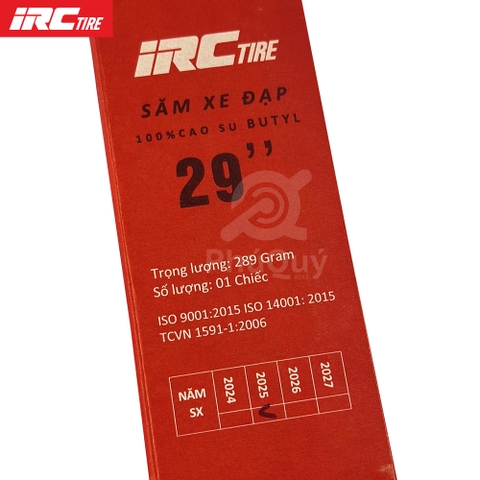 IRC TIRE
IRC TIRE
SĂM XE ĐẠP
100%CAO SU BUTYL
29’’
PhúQuý
Trọng lượng: 289 Gram
Số lượng: 01 Chiếc
ISO 9001:2015 ISO 14001: 2015
TCVN 1591-1:2006
NĂM SX 2024 2025 2026 2027